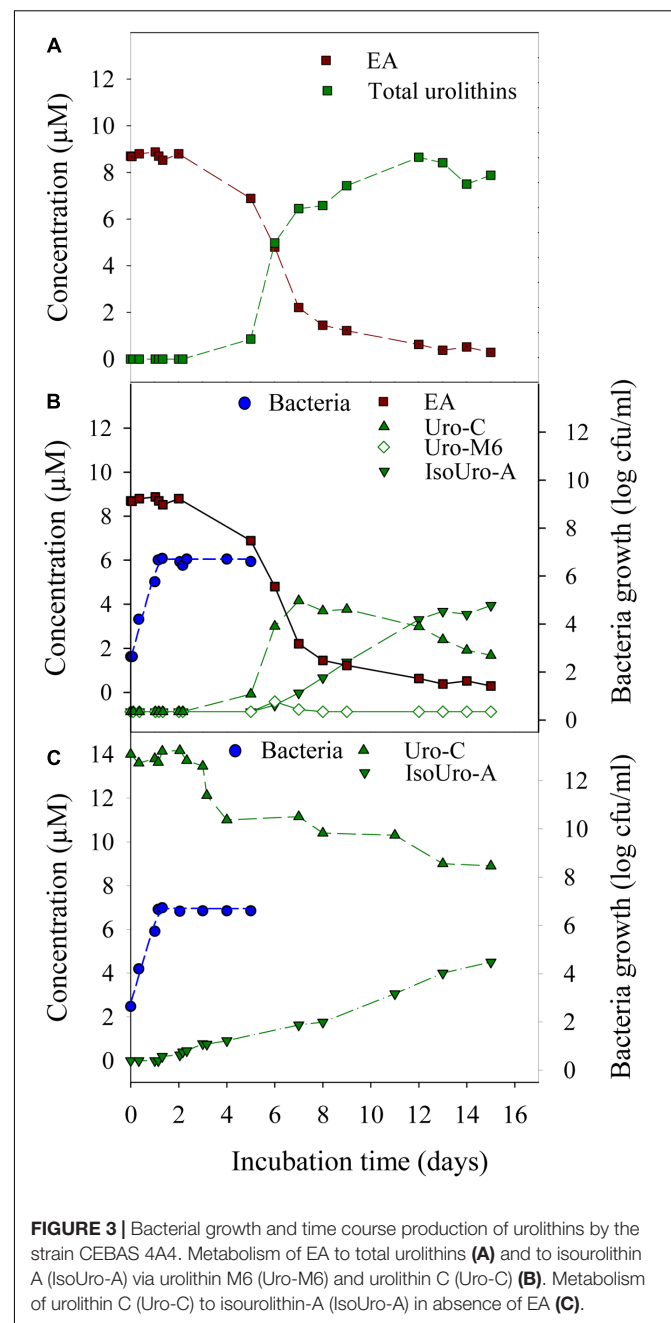 A
EA
Total urolithins
Concentration (µM)
12
10
8
6
4
2
0
B
Bacteria
EA
Uro-C
Uro-M6
IsoUro-A
Concentration (µM)
12
10
8
6
4
2
0
Bacteria growth (log cfu/ml)
12
10
8
6
4
2
0
C
Bacteria
Uro-C
IsoUro-A
Concentration (µM)
14
12
10
8
6
4
2
0
Bacteria growth (log cfu/ml)
12
10
8
6
4
2
0
0 2 4 6 8 10 12 14 16
Incubation time (days)
FIGURE 3 | Bacterial growth and time course production of urolithins by the
strain CEBAS 4A4. Metabolism of EA to total urolithins (A) and to isourolithin
A (IsoUro-A) via urolithin M6 (Uro-M6) and urolithin C (Uro-C) (B). Metabolism
of urolithin C (Uro-C) to isourolithin-A (IsoUro-A) in absence of EA (C).